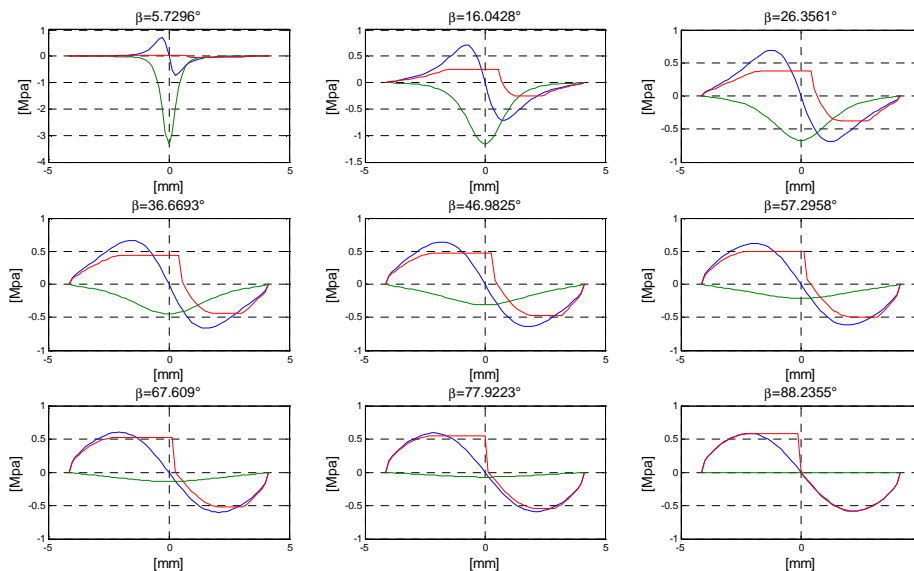 β=5.7296° β=16.0428° β=26.3561°
1 1 1
0 0.5 0.5
-1 0 0
-2 -0.5
-3 -1 -0.5
-4 -1.5 -1
[Mpa]
-5 0 5 -5 0 5 -5 0 5
[mm] [mm] [mm]
β=36.6693° β=46.9825° β=57.2958°
1 1 1
0.5 0.5 0.5
[Mpa] 0 [Mpa] 0 [Mpa] 0
-0.5 -0.5 -0.5
-1 -1 -1
-5 0 5 -5 0 5 -5 0 5
[mm] [mm] [mm]
β=67.609° β=77.9223° β=88.2355°
1 1 1
0.5 0.5 0.5
[Mpa] 0 [Mpa] 0 [Mpa] 0
-0.5 -0.5 -0.5
-1 -1 -1
-5 0 5 -5 0 5 -5 0 5
[mm] [mm] [mm]